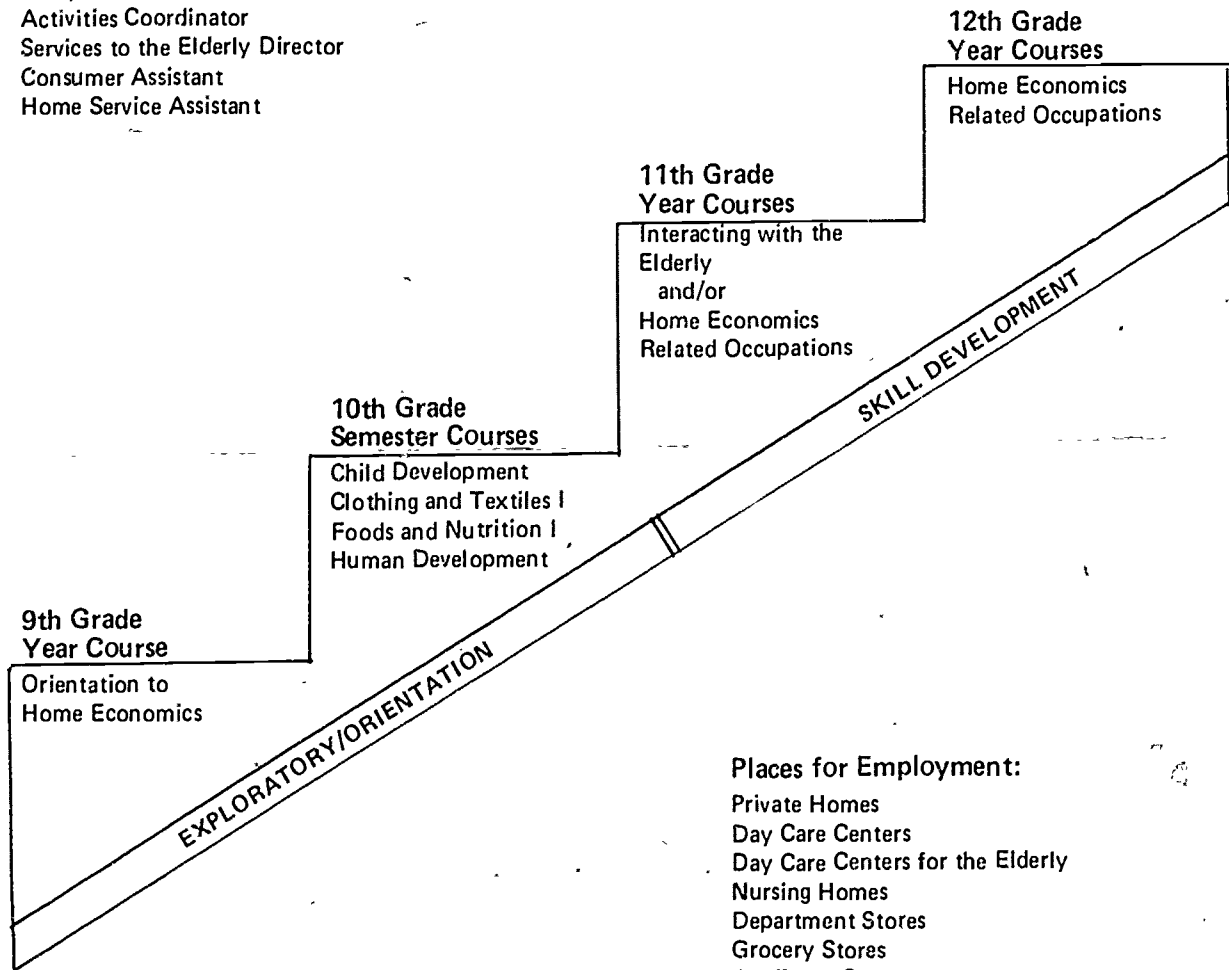 Activities Coordinator
Services to the Elderly Director
Consumer Assistant
Home Service Assistant
12th Grade
Year Courses
Home Economics
Related Occupations
11th Grade
Year Courses
Interacting with the
Elderly
and/or
Home Economics
Related Occupations
SKILL DEVELOPMENT
10th Grade
Semester Courses
Child Development
Clothing and Textiles I
Foods and Nutrition I
Human Development
9th Grade
Year Course
Orientation to
Home Economics
EXPLORATORY/ORIENTATION
Places for Employment:
Private Homes
Day Care Centers
Day Care Centers for the Elderly
Nursing Homes
Department Stores
Grocery Stores